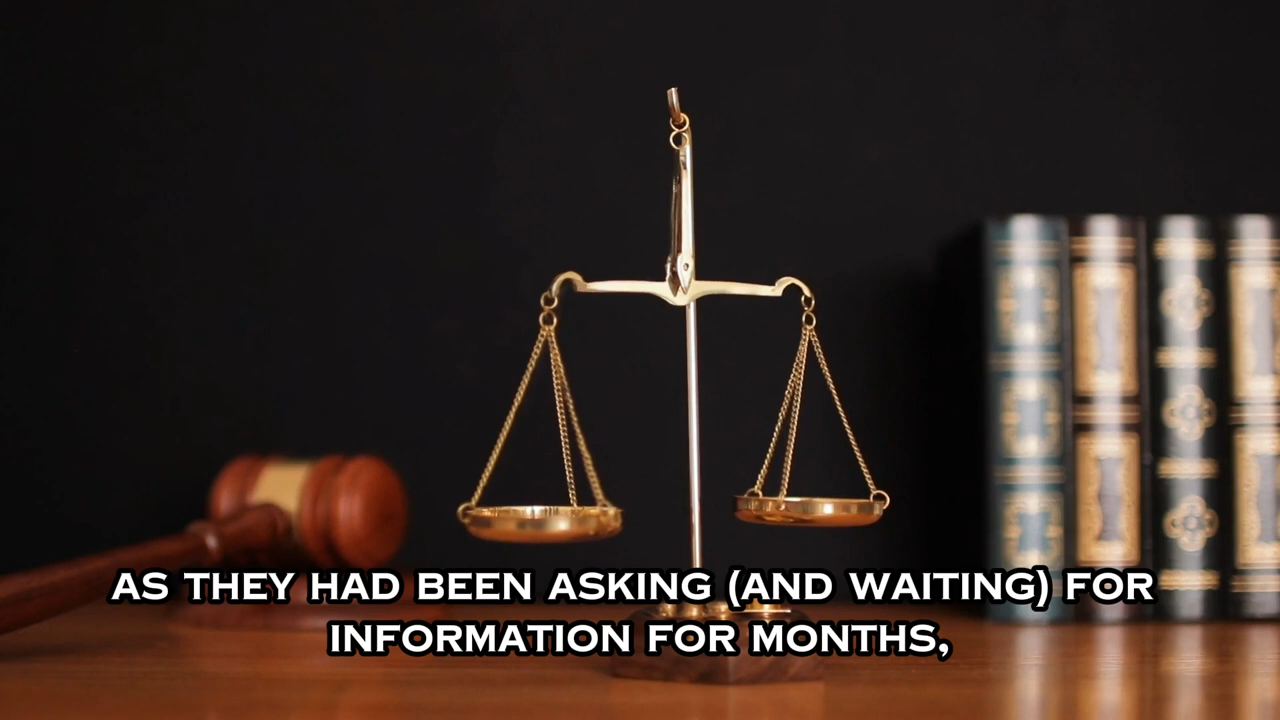 AS THEY HAD BEEN ASKING (AND WAITING) FOR
INFORMATION FOR MONTHS,